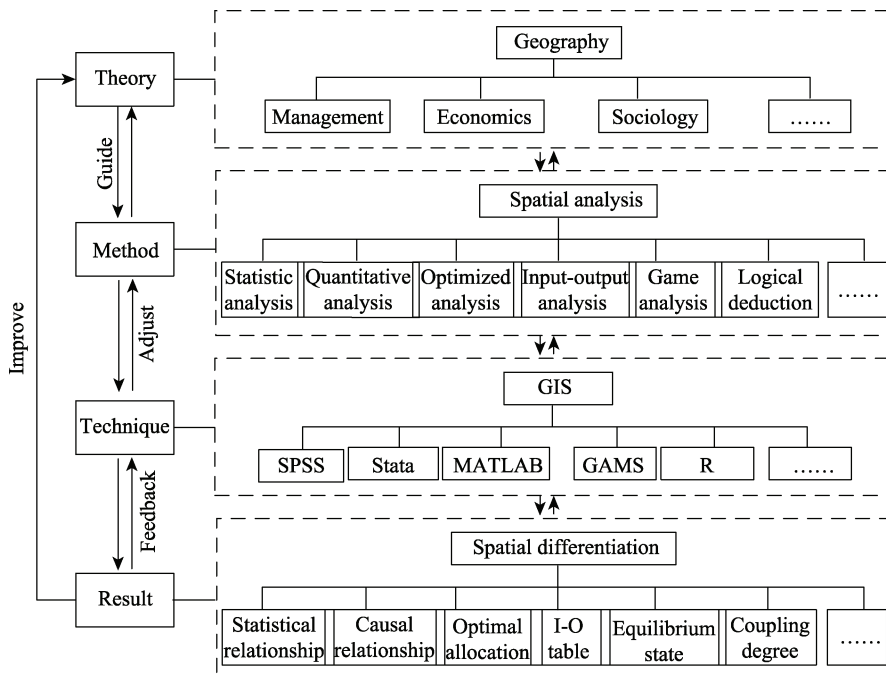 Geography
Theory
Management
Economics
Sociology
……
Guide
Spatial analysis
Method
Statistic
analysis
Quantitative
analysis
Optimized
analysis
Input-output
analysis
Game
analysis
Logical
deduction
……
Improve
Adjust
GIS
Technique
SPSS
Stata
MATLAB
GAMS
R
……
Feedback
Spatial differentiation
Result
Statistical
relationship
Causal
relationship
Optimal
allocation
I-O
table
Equilibrium
state
Coupling
degree
……